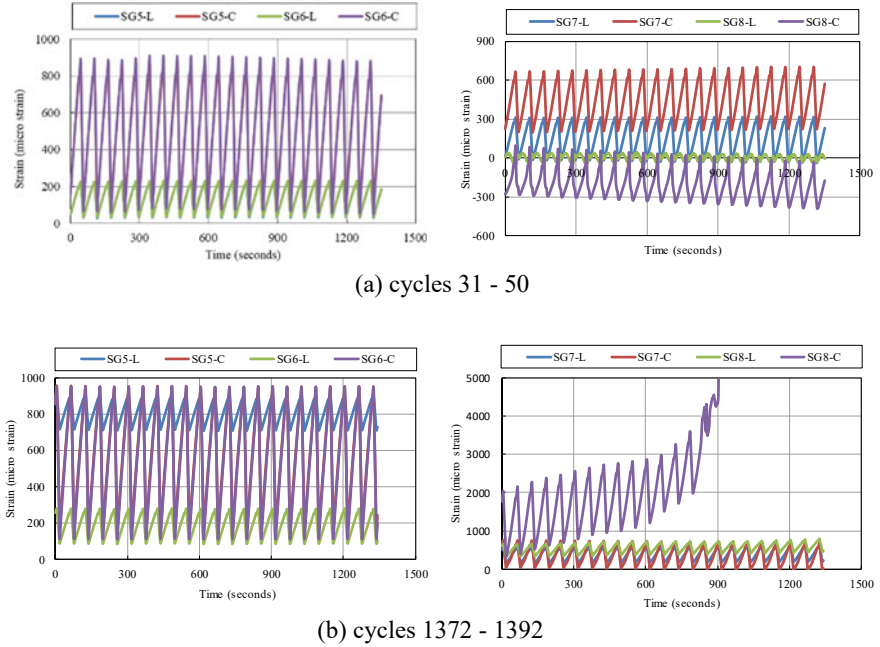 SG5-L SG5-C SG6-L SG6-C
1000
800
600
400
200
0
0 300 600 900 1200 1500
Strain (micro strain)
Time (seconds)
SG7-L SG7-C SG8-L SG8-C
900
600
300
0
-300
-600
0 300 600 900 1200 1500
Strain (micro strain)
Time (seconds)
(a) cycles 31 - 50
SG5-L SG5-C SG6-L SG6-C
1000
800
600
400
200
0
0 300 600 900 1200 1500
Strain (micro strain)
Time (seconds)
SG7-L SG7-C SG8-L SG8-C
5000
4000
3000
2000
1000
0
0 300 600 900 1200 1500
Strain (micro strain)
Time (seconds)
(b) cycles 1372 - 1392